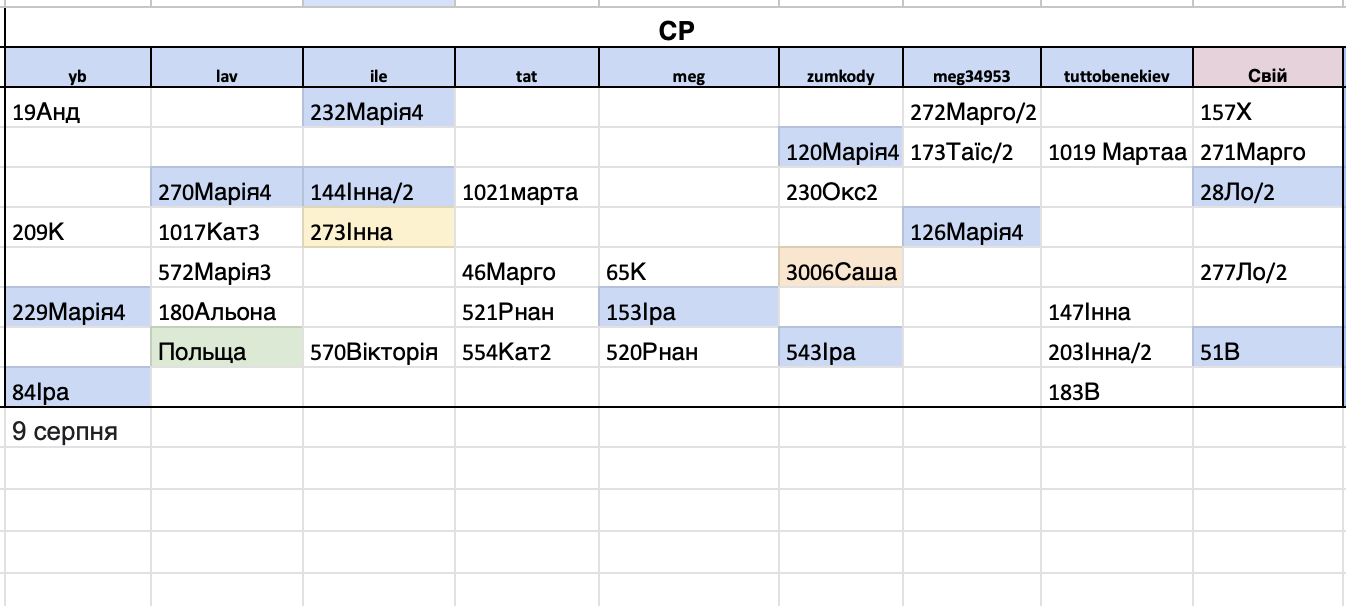 СР
yb lav ile tat meg zumkody meg34953 tuttobenekiev Свій
19Анд 232Марія4 272Марго/2 157Х
120Марія4 173Таїс/2 1019 Мартаа 271Марго
270Марія4 144Інна/2 1021марта 230Окс2 28Ло/2
209К 1017Кат3 273Інна 126Марія4
572Марія3 46Марго 65К 3006Саша 277Ло/2
229Марія4 180Альона 521Рнан 153Іра 147Інна
Польща 570Вікторія 554Кат2 520Рнан 543Іра 203Інна/2 51В
84Іра 183В
9 серпня